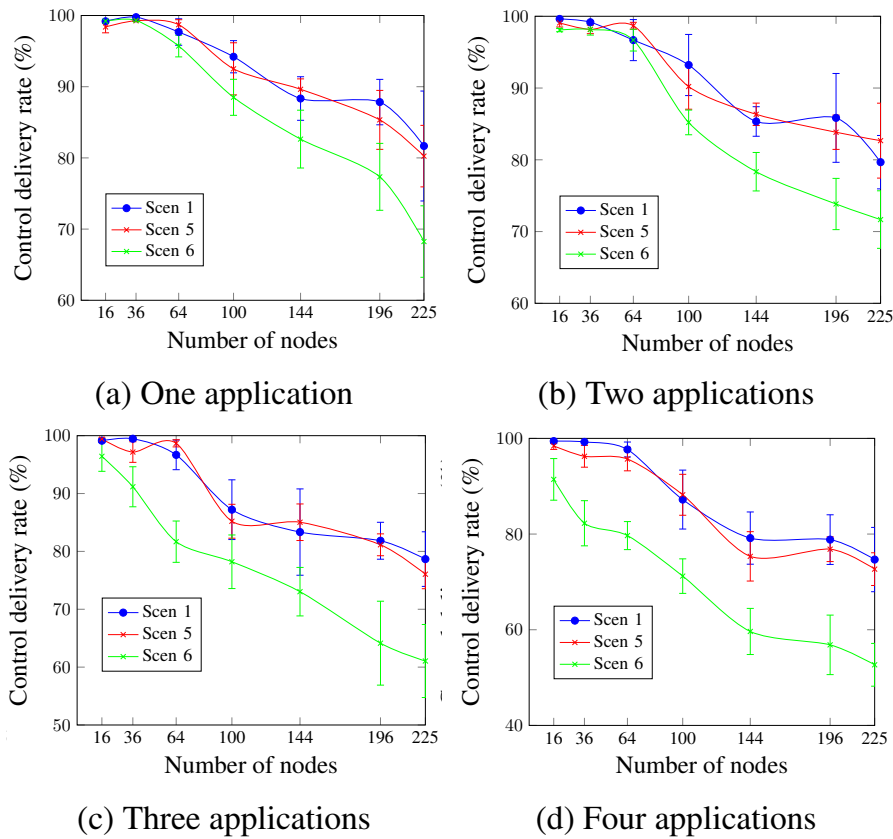 Control delivery rate (%)
100
90
80
70
60
Scen 1
Scen 5
Scen 6
16 36 64 100 144 196 225
Number of nodes
(a) One application
Control delivery rate (%)
100
90
80
70
60
Scen 1
Scen 5
Scen 6
16 36 64 100 144 196 225
Number of nodes
(b) Two applications
Control delivery rate (%)
100
90
80
70
60
50
Scen 1
Scen 5
Scen 6
16 36 64 100 144 196 225
Number of nodes
(c) Three applications
Control delivery rate (%)
100
80
60
40
Scen 1
Scen 5
Scen 6
16 36 64 100 144 196 225
Number of nodes
(d) Four applications